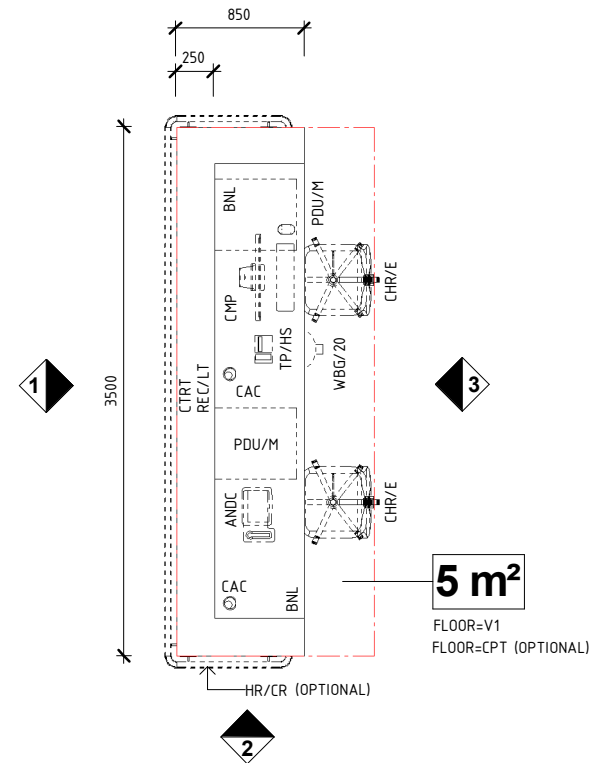 850
250
BNL
PDU/M
CHR/E
CMP
TP/HS
WBG/20
3500
1
CTRT
REC/LT
CAC
3
PDU/M
ANDC
CHR/E
CAC
BNL
5 m²
FLOOR=V1
FLOOR=CPT (OPTIONAL)
HR/CR (OPTIONAL)
2